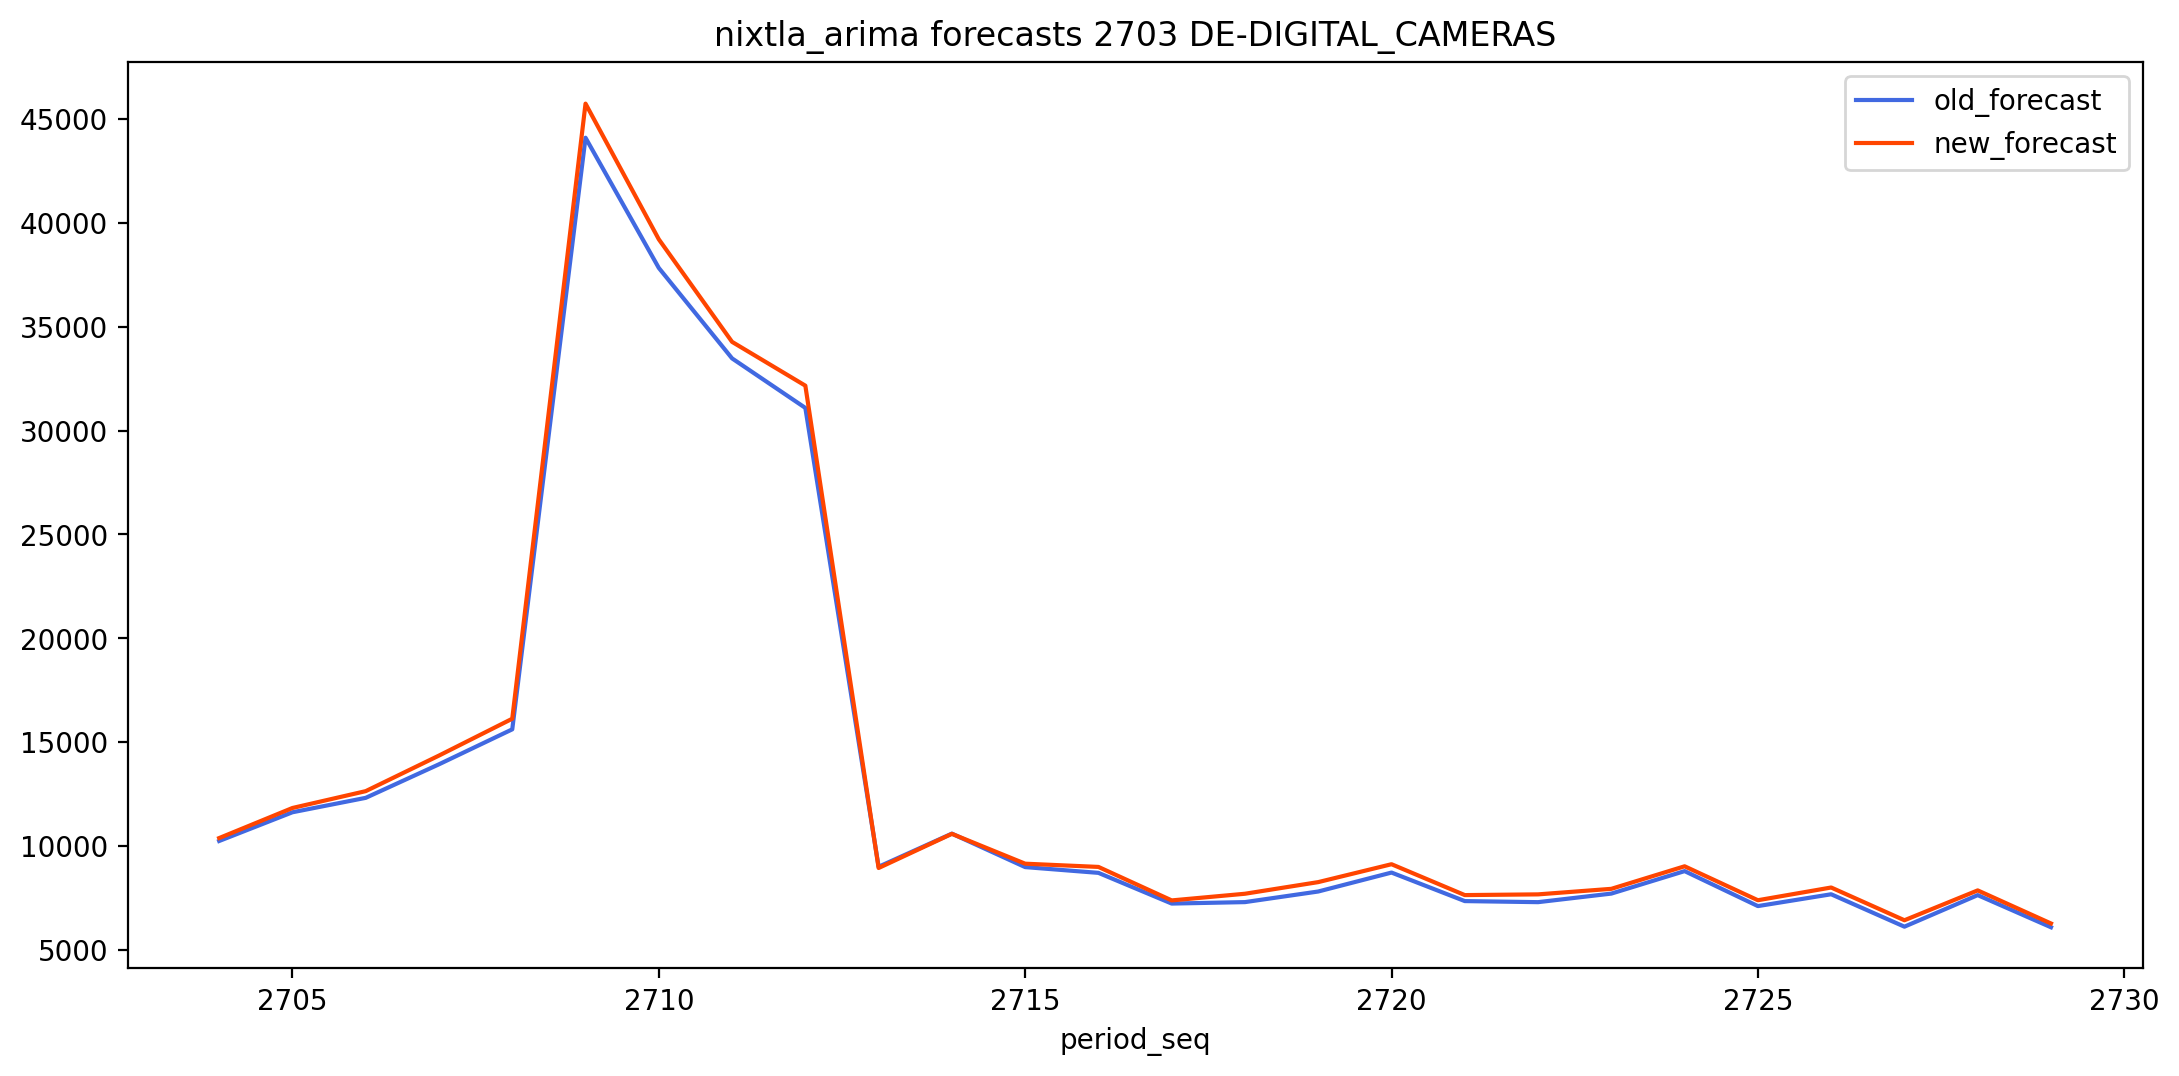 nixtla_arima forecasts 2703 DE-DIGITAL_CAMERAS
old_forecast
new_forecast
45000
40000
35000
30000
25000
20000
15000
10000
5000
2705 2710 2715 2720 2725 2730
period_seq